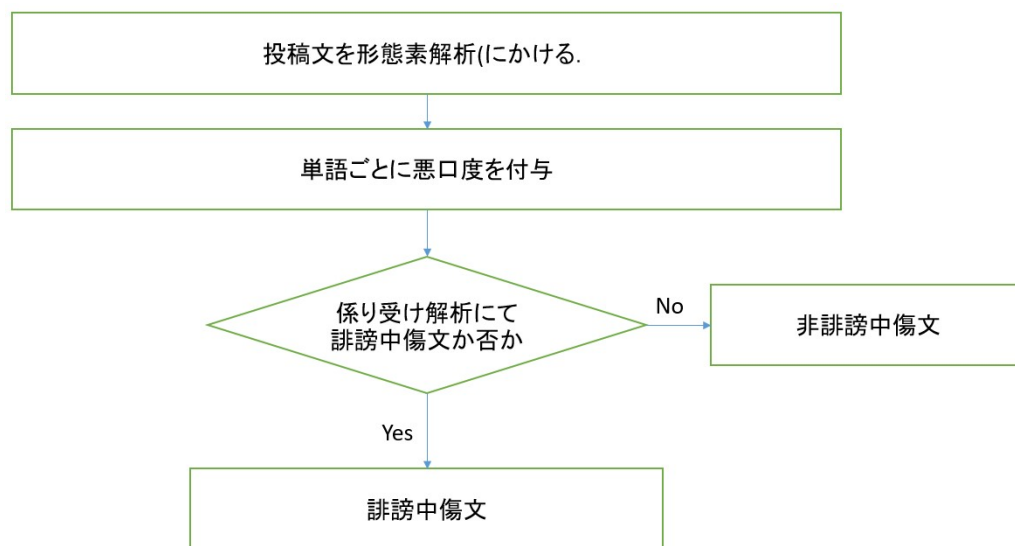 投稿文を形態素解析(にかける.
単語ごとに悪口度を付与
係り受け解析にて
誹謗中傷文か否か
No
非誹謗中傷文
Yes
誹謗中傷文